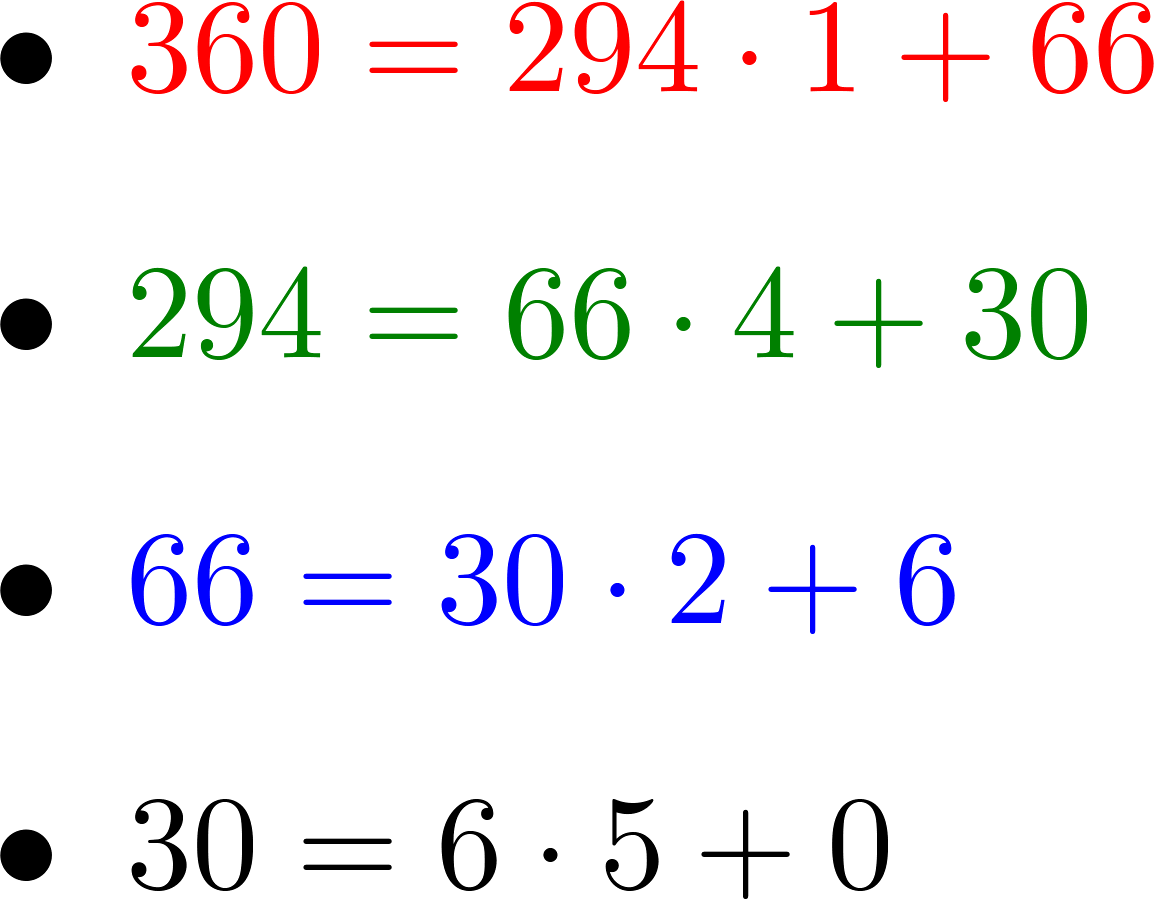 • 360 = 294 · 1 + 66
• 294 = 66 · 4 + 30
• 66 = 30 · 2 + 6
• 30 = 6 · 5 + 0